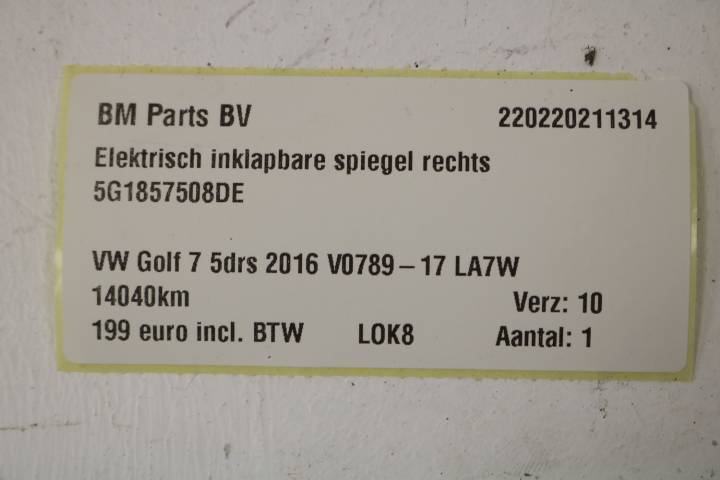 BM Parts BV 220220211314
Elektrisch inklapbare spiegel rechts
5G1857508DE
VW Golf 7 5drs 2016 V0789-17 LA7W
14040km Verz: 10
199 euro incl. BTW LOK8 Aantal: 1